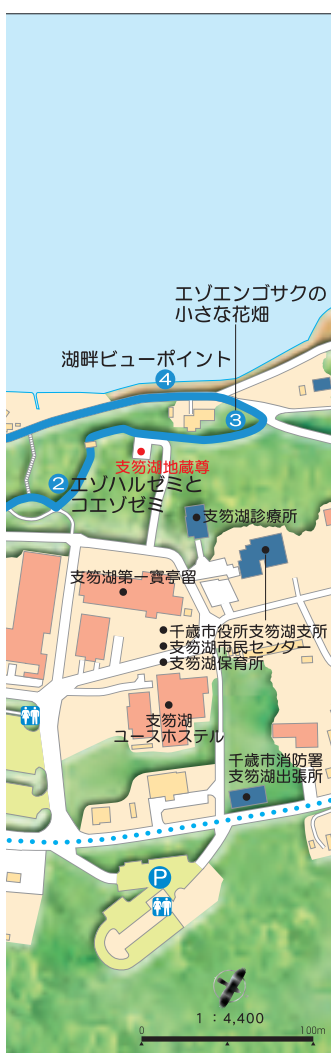 エゾエンゴサクの
小さな花畑
湖畔ビューポイント
4
3
支笏湖地蔵尊
2
エゾハルゼミと
コエゾゼミ
支笏湖診療所
支笏湖第一寶亭留
●千歳市役所支笏湖支所
●支笏湖市民センター
●支笏湖保育所
支笏湖
ユースホステル
千歳市消防署
支笏湖出張所
P
1：4,400
0
100m